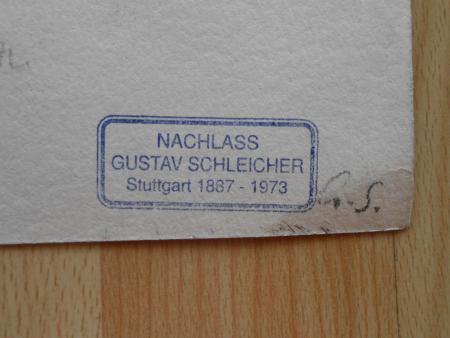 NACHLASS
GUSTAV SCHLEICHER
Stuttgart 1887 - 1973
G.S.